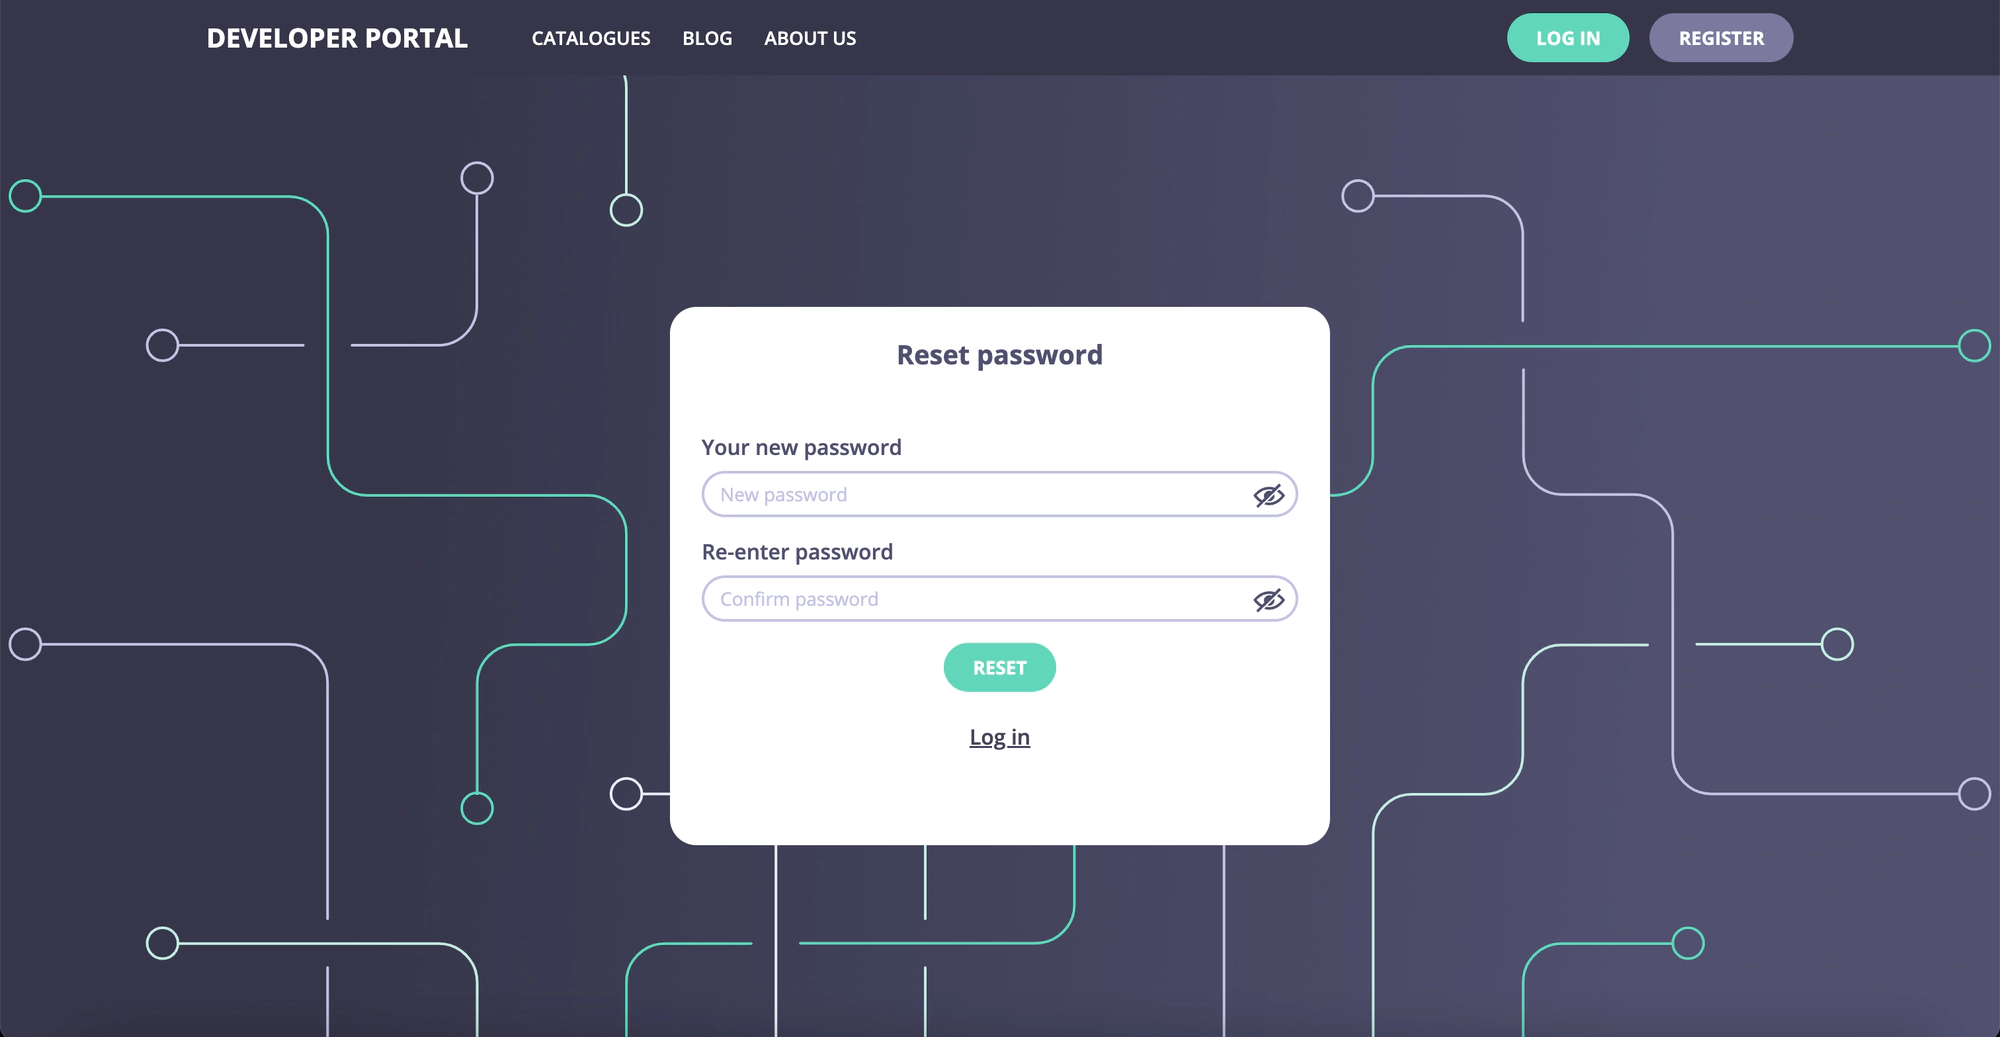 DEVELOPER PORTAL CATALOGUES BLOG ABOUT US LOG IN REGISTER
Reset password
Your new password
New password
Re-enter password
Confirm password
RESET
Log in